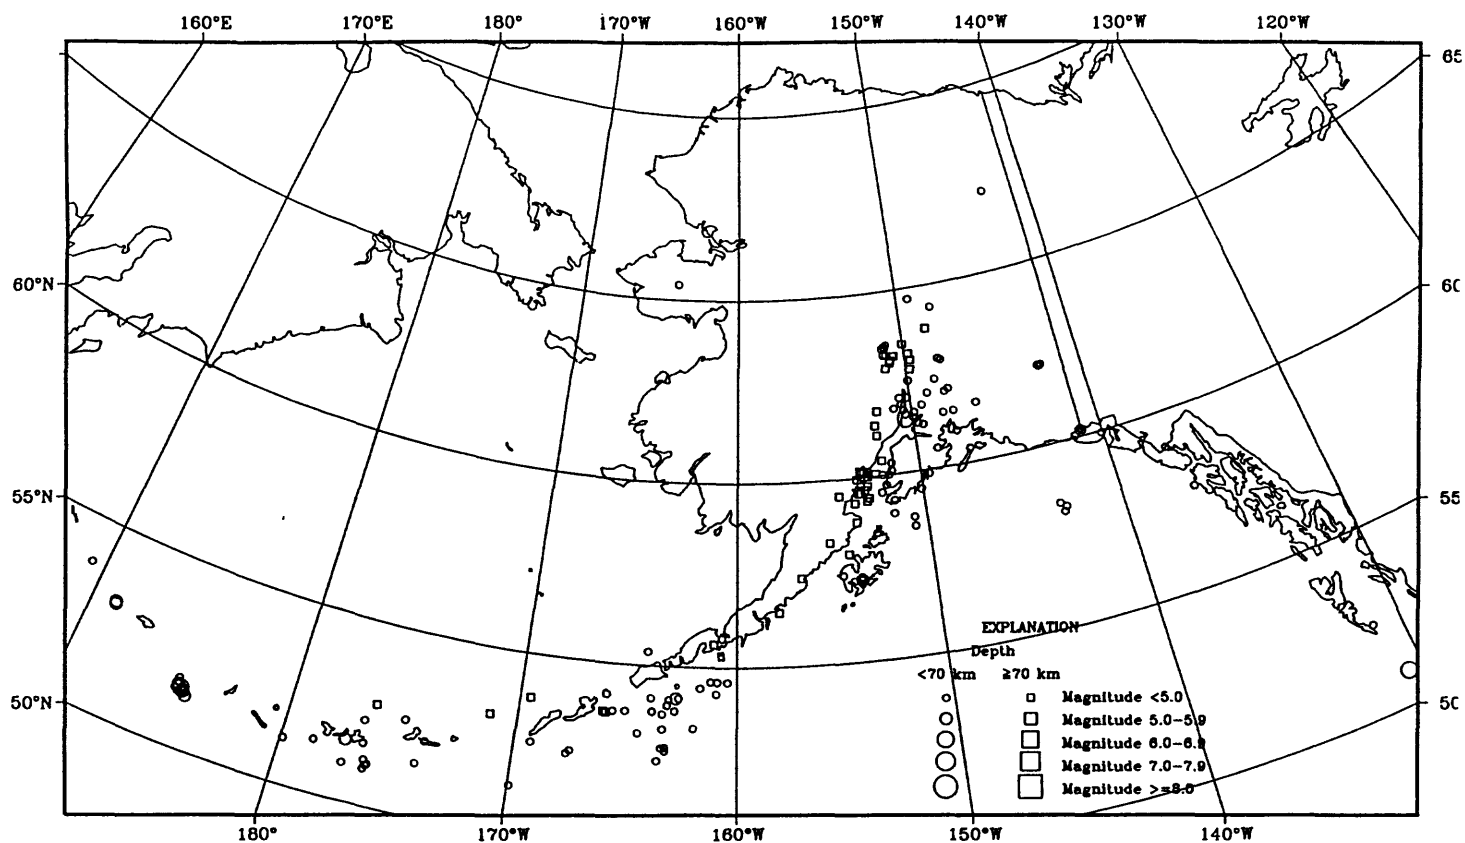 160°E 170°E 180° 170°W 160°W 150°W 140°W 130°W 120°W
65
60°N 60
55°N 55
EXPLANATION
Depth
<70 km ≥70 km
Magnitude <5.0
50°N 50
Magnitude 5.0-5.9
Magnitude 6.0-6.9
Magnitude 7.0-7.9
Magnitude >=8.0
180° 170°W 160°W 150°W 140°W